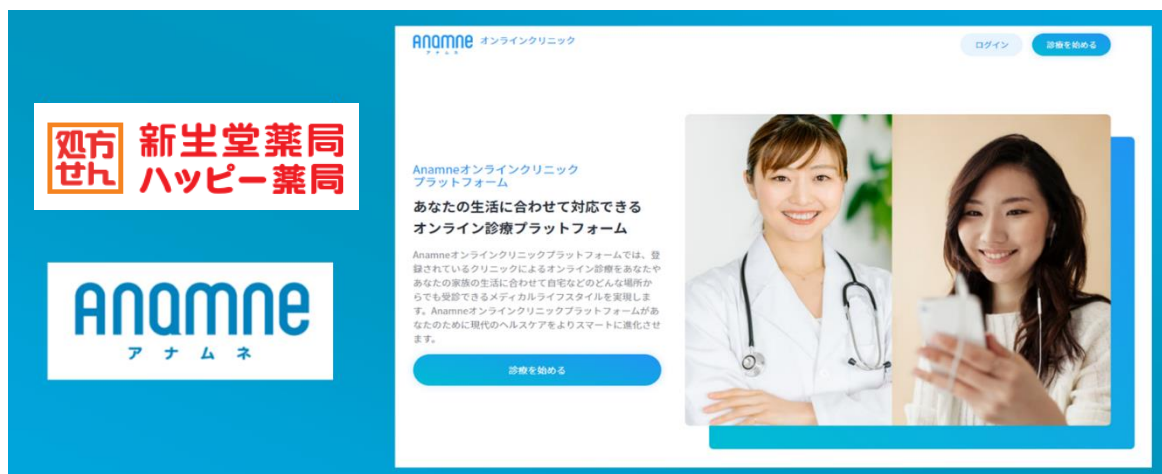 処方せん
新生堂薬局
ハッピー薬局
Anamne
アナムネ
Anamne オンラインクリニック
アナムネ
ログイン
診療を始める
Anamneオンラインクリニック
プラットフォーム
あなたの生活に合わせて対応できる
オンライン診療プラットフォーム
Anamneオンラインクリニックプラットフォームでは、登
録されているクリニックによるオンライン診療をあなたや
あなたの家族の生活に合わせて自宅などのどんな場所か
らでも受診できるメディカルライフスタイルを実現しま
す。Anamneオンラインクリニックプラットフォームがあ
なたのために現代のヘルスケアをよりスマートに進化させ
ます。
診療を始める